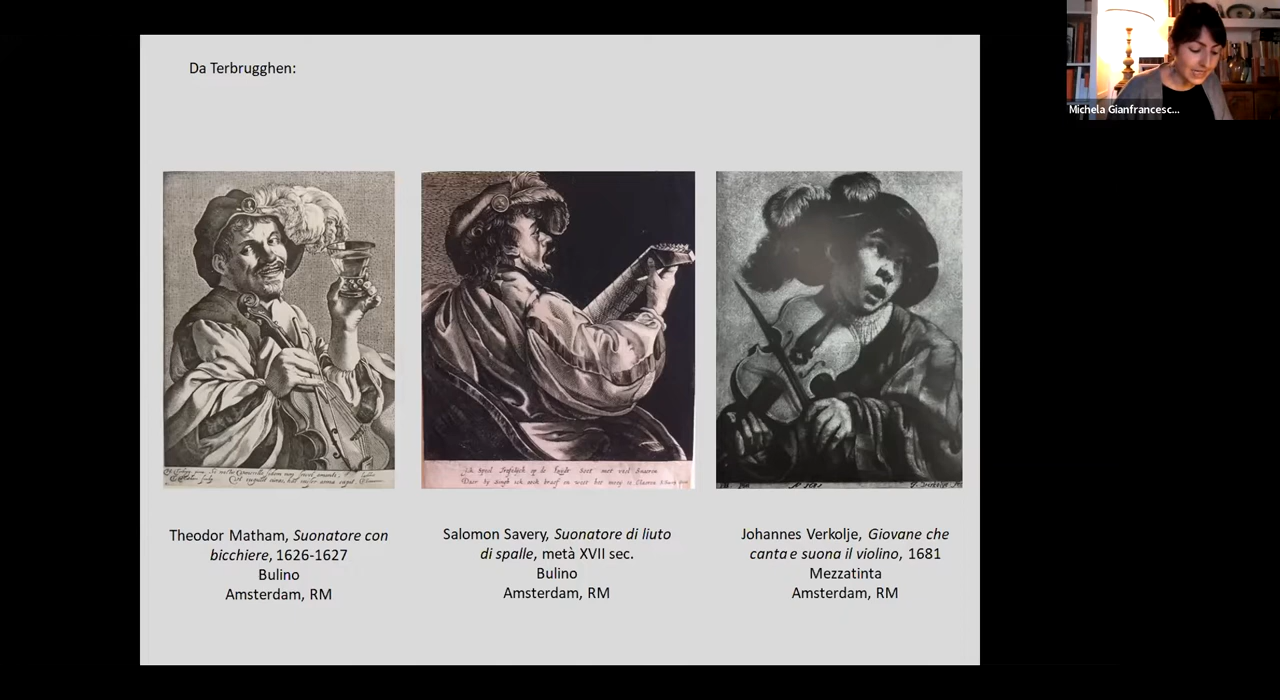 Da Terbrugghen:
Michela Gianfrancesc...
Theodor Matham, Suonatore con
bicchiere, 1626-1627
Bulino
Amsterdam, RM
Salomon Savery, Suonatore di liuto
di spalle, metà XVII sec.
Bulino
Amsterdam, RM
Johannes Verkolje, Giovane che
canta e suona il violino, 1681
Mezzatinta
Amsterdam, RM